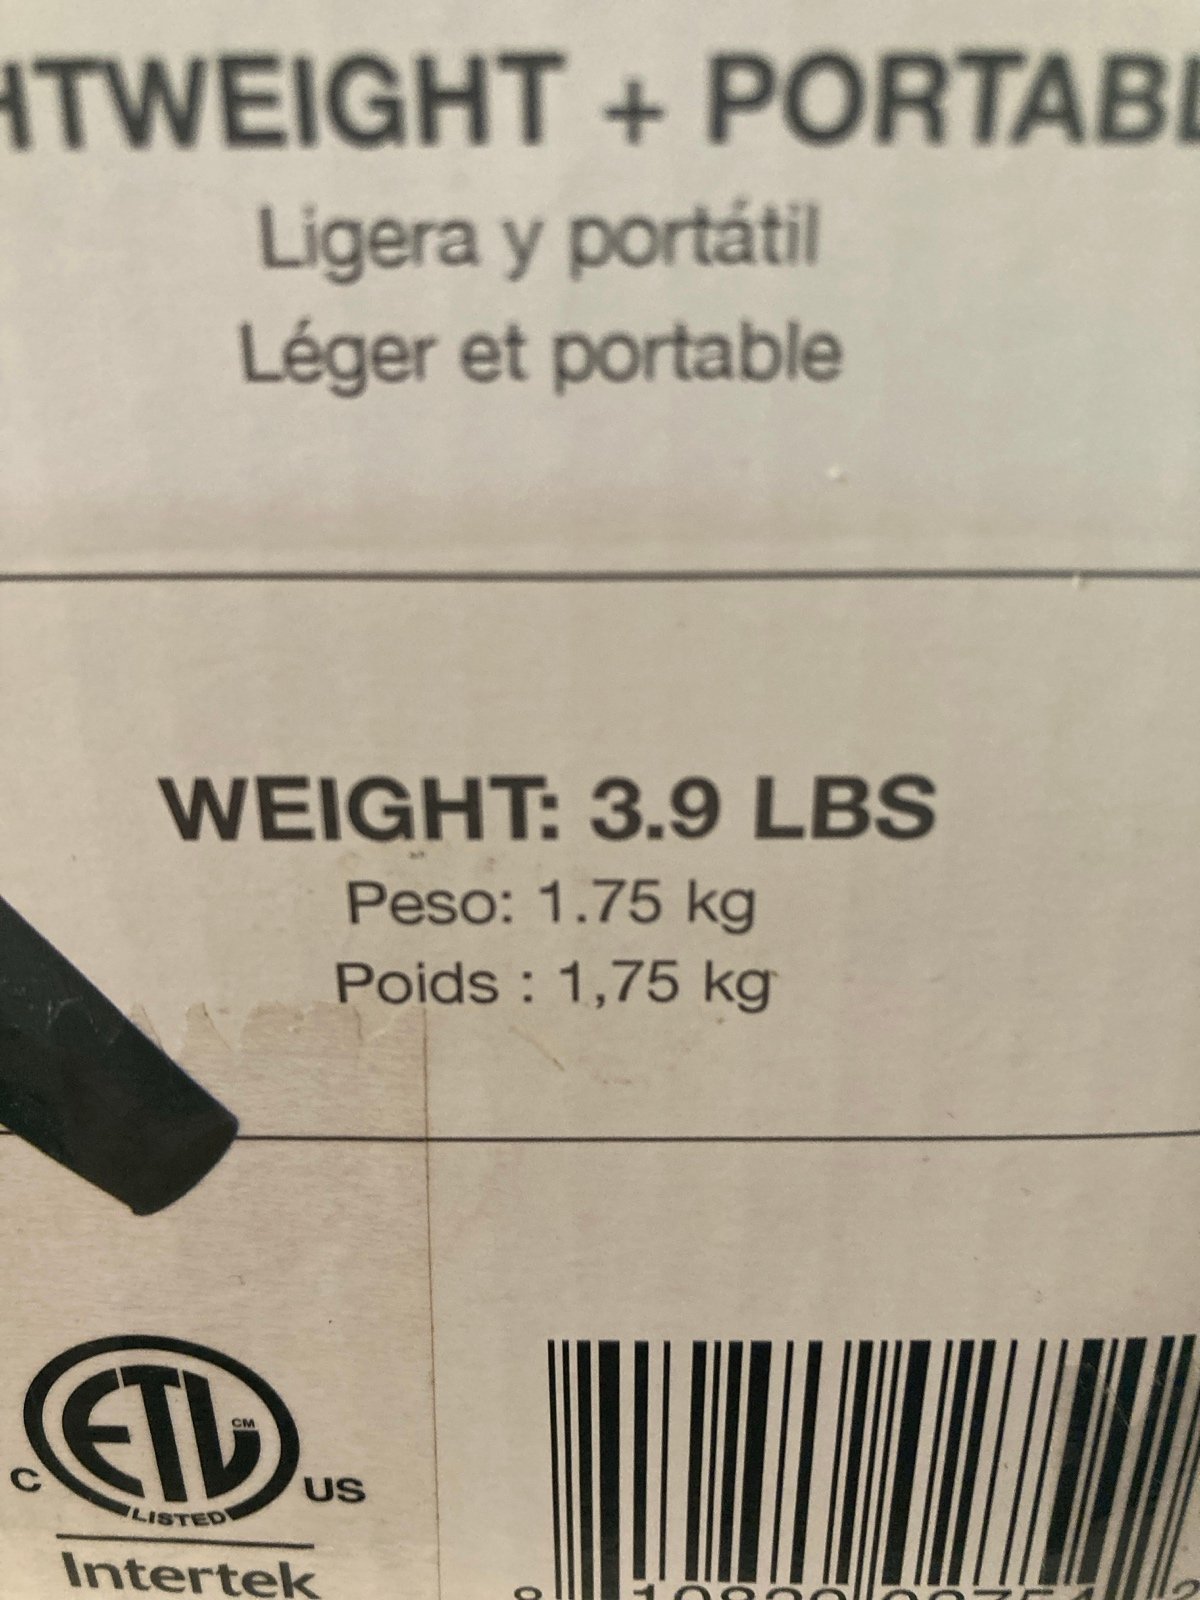 HTWEIGHT + PORTABL
Ligera y portátil
Léger et portable
WEIGHT: 3.9 LBS
Peso: 1.75 kg
Poids : 1,75 kg
ETL CM
C US
LISTED
Intertek